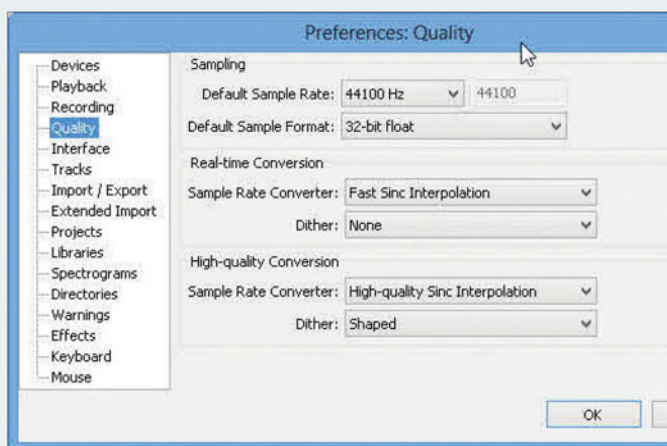 Preferences: Quality
Devices
Playback
Recording
Quality
Interface
Tracks
Import / Export
Extended Import
Projects
Libraries
Spectrograms
Directories
Warnings
Effects
Keyboard
Mouse
Sampling
Default Sample Rate: 44100 Hz 44100
Default Sample Format: 32-bit float
Real-time Conversion
Sample Rate Converter: Fast Sinc Interpolation
Dither: None
High-quality Conversion
Sample Rate Converter: High-quality Sinc Interpolation
Dither: Shaped
OK